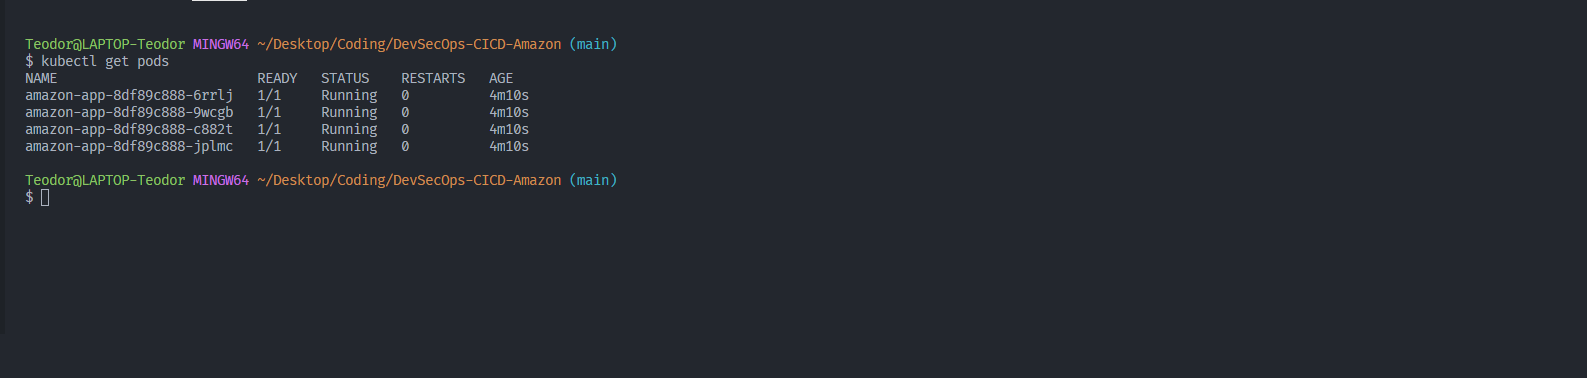 Teodor@LAPTOP-Teodor MINGW64 ~/Desktop/Coding/DevSecOps-CICD-Amazon (main)
$ kubectl get pods
NAME                         READY   STATUS    RESTARTS   AGE
amazon-app-8df89c888-6rrlj   1/1     Running   0          4m10s
amazon-app-8df89c888-9wcgb   1/1     Running   0          4m10s
amazon-app-8df89c888-c882t   1/1     Running   0          4m10s
amazon-app-8df89c888-jplmc   1/1     Running   0          4m10s
Teodor@LAPTOP-Teodor MINGW64 ~/Desktop/Coding/DevSecOps-CICD-Amazon (main)
$